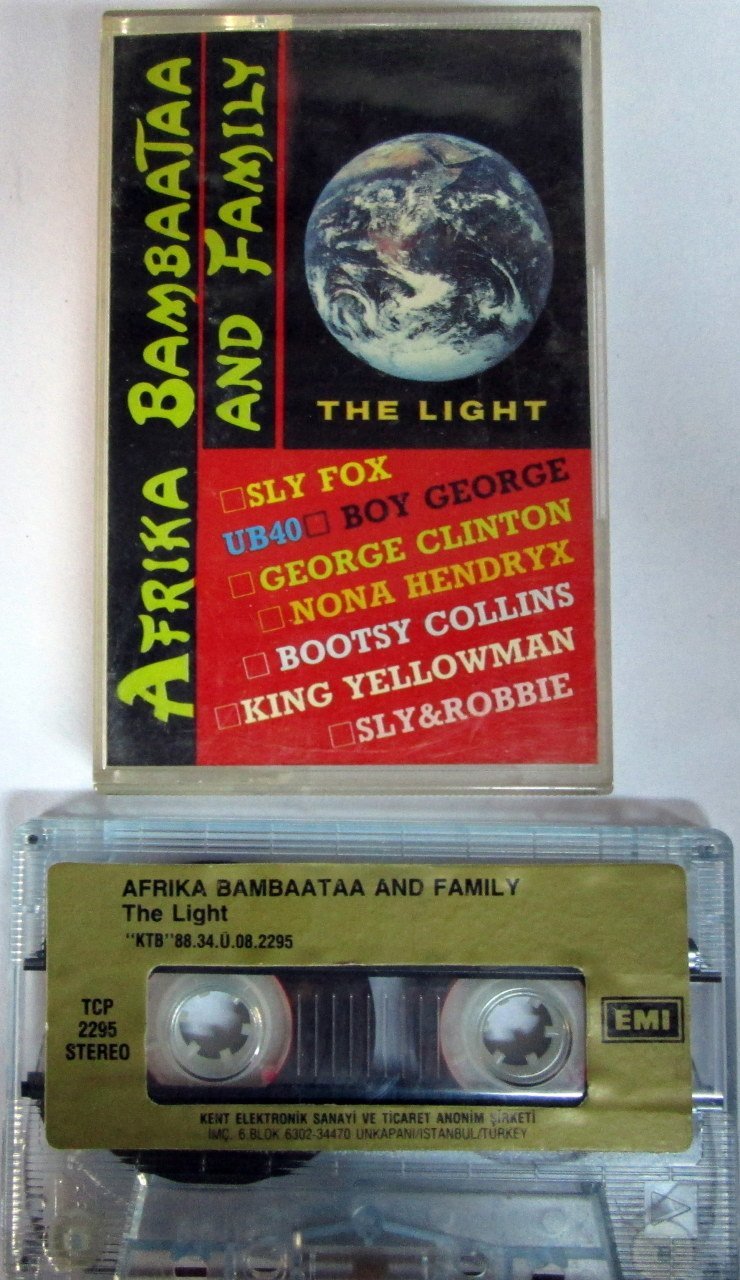 AFRIKA BAMBAATAA
AND FAMILY
THE LIGHT
SLY FOX
UB40 BOY GEORGE
GEORGE CLINTON
NONA HENDRYX
BOOTSY COLLINS
KING YELLOWMAN
SLY&ROBBIE
AFRIKA BAMBAATAA AND FAMILY
The Light
"KTB"88.34.Ü.08.2295
TCP
2295
STEREO
EMI
KENT ELEKTRONİK SANAYİ VE TİCARET ANONİM ŞİRKETİ
İMÇ. 6.BLOK 6302-34470 UNKAPANI/İSTANBUL/TURKEY